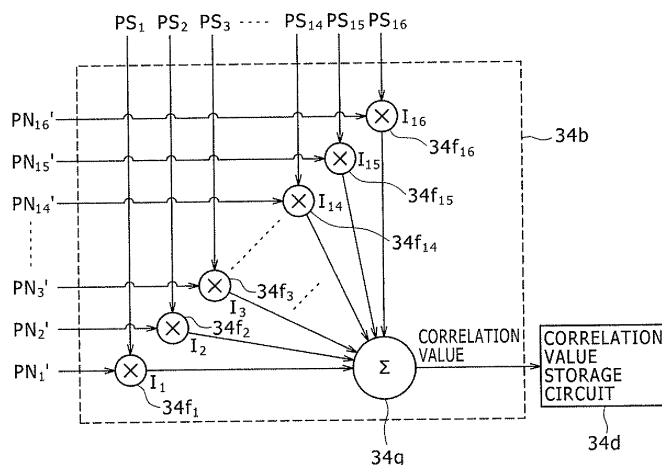 PS₁ PS₂ PS₃ ---- PS₁₄ PS₁₅ PS₁₆
PN₁₆' I₁₆
34f₁₆ 34b
PN₁₅' I₁₅
34f₁₅
PN₁₄' I₁₄
34f₁₄
PN₃' I₃ 34f₃
PN₂' I₂ 34f₂
PN₁' I₁ 34f₁
Σ
34g
CORRELATION
VALUE
CORRELATION
VALUE
STORAGE
CIRCUIT
34d